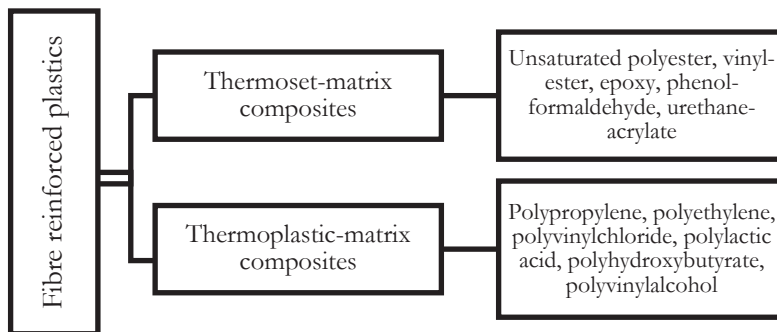 Fibre reinforced plastics
Thermoset-matrix
composites
Unsaturated polyester, vinyl-
ester, epoxy, phenol-
formaldehyde, urethane-
acrylate
Thermoplastic-matrix
composites
Polypropylene, polyethylene,
polyvinylchloride, polylactic
acid, polyhydroxybutyrate,
polyvinylalcohol